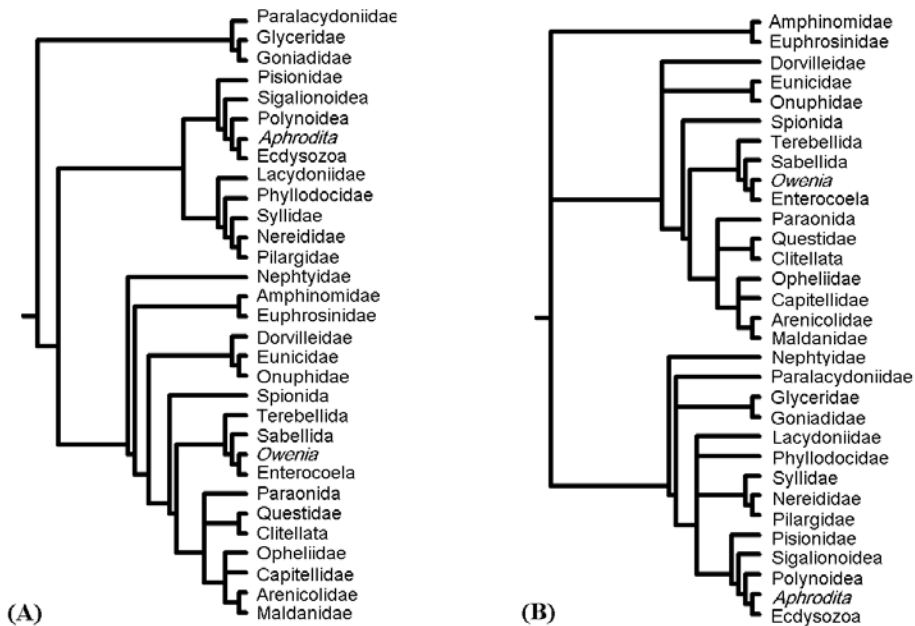 Paralacydoniidae
Glyceridae
Goniadidae
Pisionidae
Sigalionoidea
Polynoidea
Aphrodita
Ecdysozoa
Lacydoniidae
Phyllodocidae
Syllidae
Nereididae
Pilargidae
Nephtyidae
Amphinomidae
Euphrosinidae
Dorvilleidae
Eunicidae
Onuphidae
Spionida
Terebellida
Sabellida
Owenia
Enterocoela
Paraonida
Questidae
Clitellata
Opheliidae
Capitellidae
Arenicolidae
Maldanidae
(A)
Amphinomidae
Euphrosinidae
Dorvilleidae
Eunicidae
Onuphidae
Spionida
Terebellida
Sabellida
Owenia
Enterocoela
Paraonida
Questidae
Clitellata
Opheliidae
Capitellidae
Arenicolidae
Maldanidae
Nephtyidae
Paralacydoniidae
Glyceridae
Goniadidae
Lacydoniidae
Phyllodocidae
Syllidae
Nereididae
Pilargidae
Pisionidae
Sigalionoidea
Polynoidea
Aphrodita
Ecdysozoa
(B)